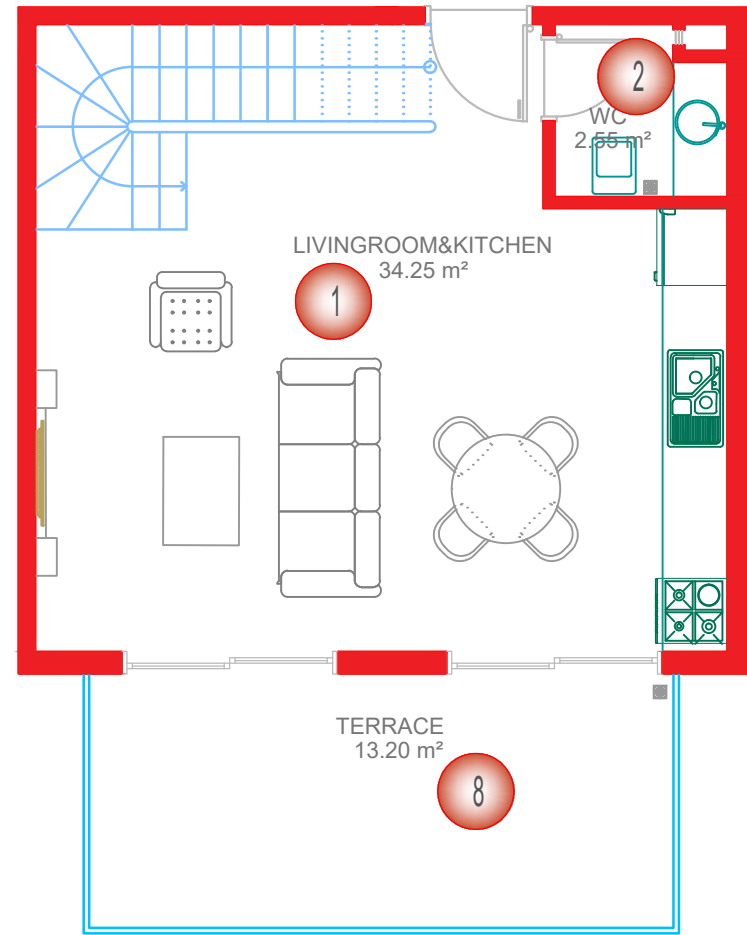 2
WC
2.55 m²
LIVINGROOM&KITCHEN
34.25 m²
1
TERRACE
13.20 m²
8